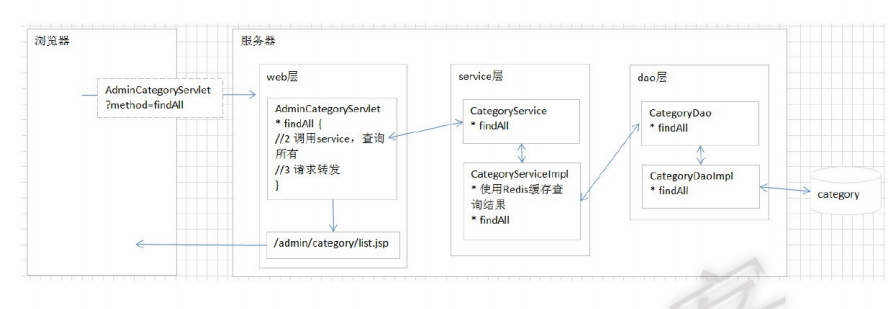 浏览器
服务器
AdminCategoryServlet
?method=findAll
web层
AdminCategoryServlet
* findAll {
//2 调用service，查询
所有
//3 请求转发
}
/admin/category/list.jsp
service层
CategoryService
* findAll
CategoryServiceImpl
* 使用Redis缓存查
询结果
* findAll
dao层
CategoryDao
* findAll
CategoryDaoImpl
* findAll
category
客